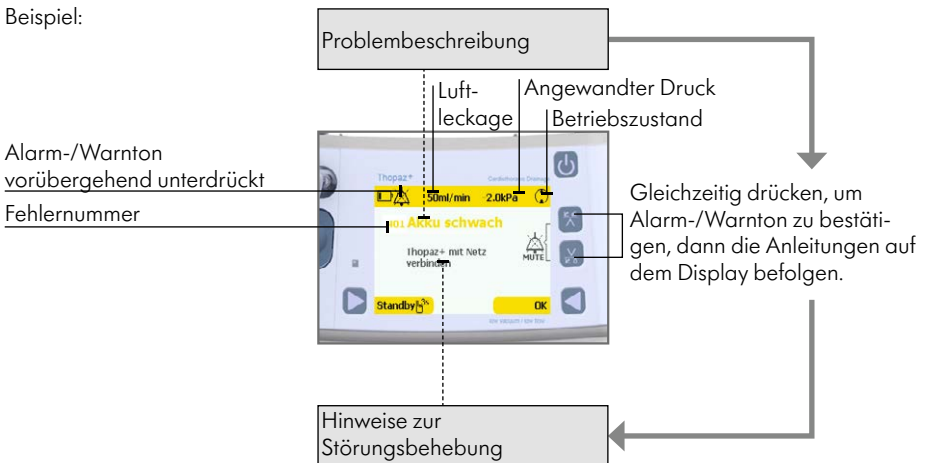 Beispiel:
Problembeschreibung
Luft-
leckage
Angewandter Druck
Betriebszustand
Alarm-/Warnton
vorübergehend unterdrückt
Fehlernummer
Thopaz+
50ml/min
2.0kPa
Akku schwach
Thopaz+ mit Netz
verbinden
MUTE
Standby
3s
OK
Gleichzeitig drücken, um
Alarm-/Warnton zu bestäti-
gen, dann die Anleitungen auf
dem Display befolgen.
Hinweise zur
Störungsbehebung